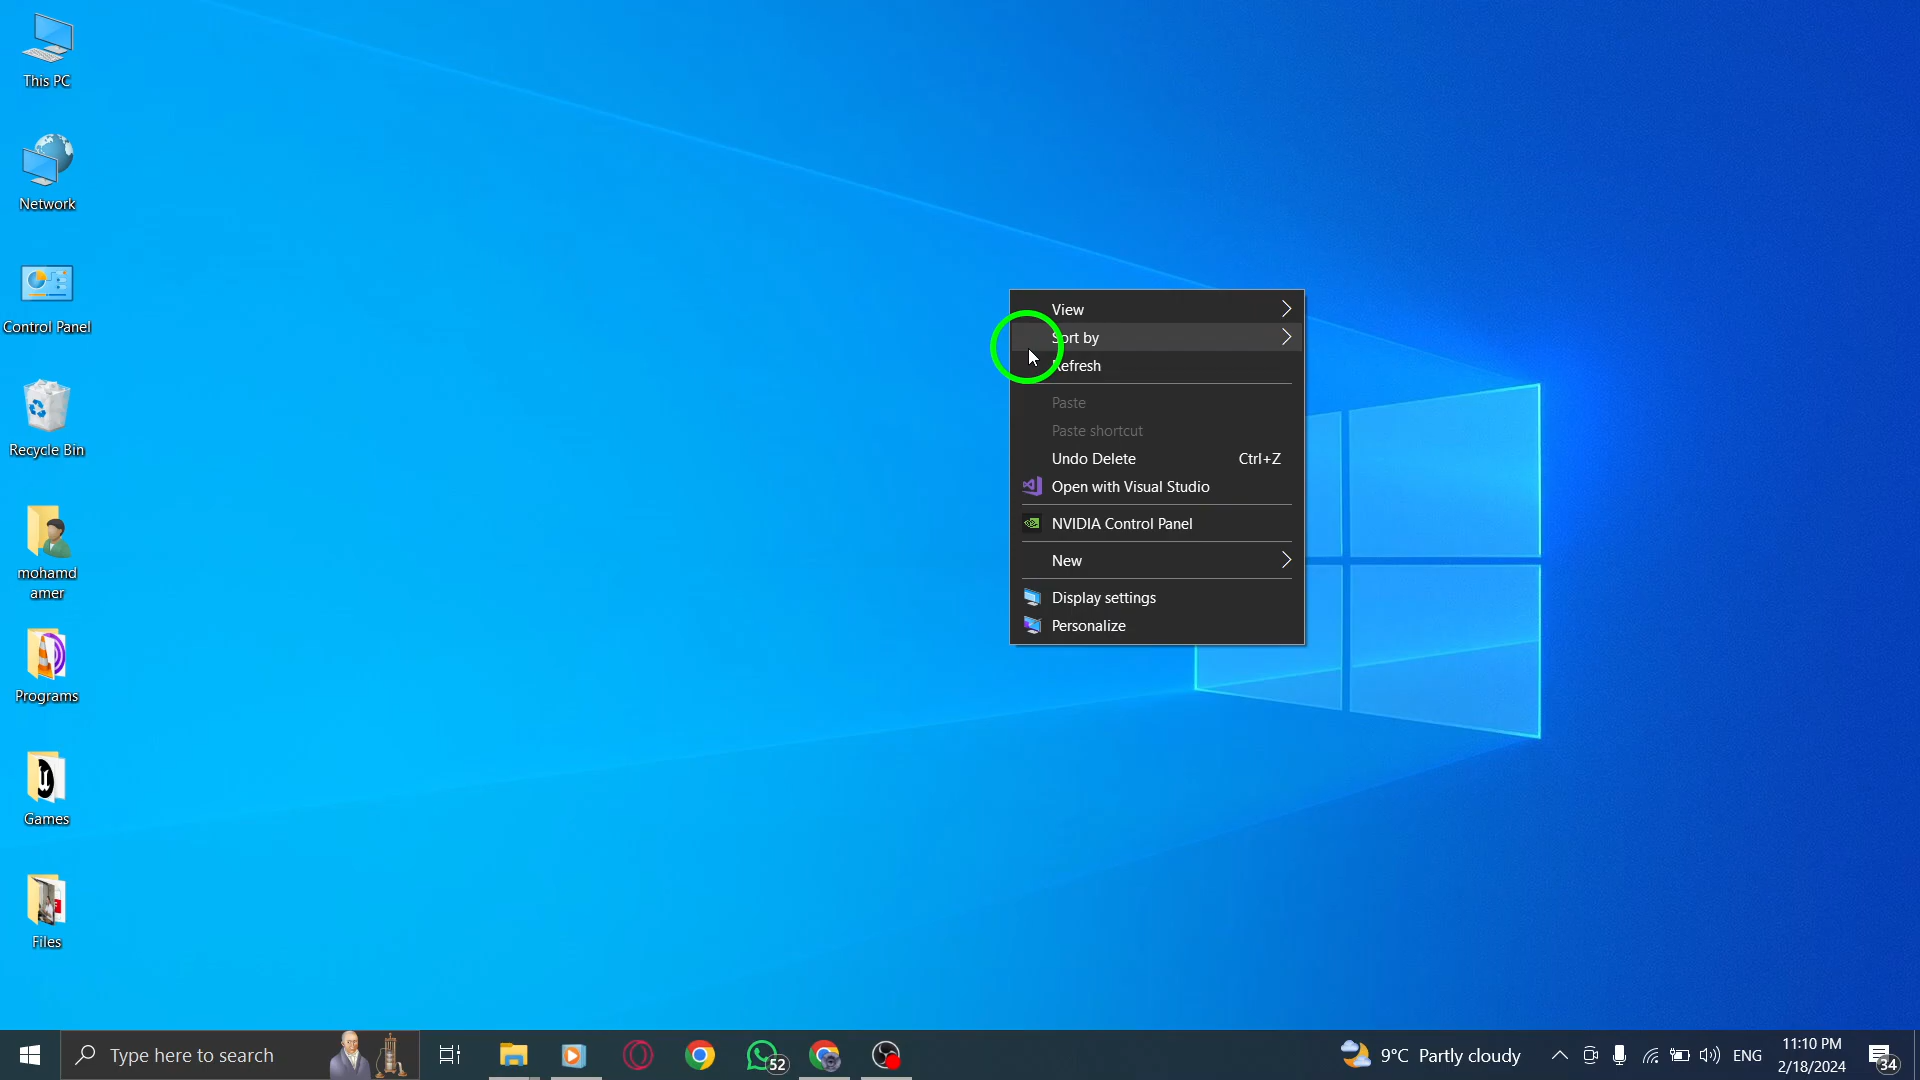 This PC
Network
Control Panel
Recycle Bin
mohamd
amer
Programs
Games
Files
View
Sort by
Refresh
Paste
Paste shortcut
Undo Delete Ctrl+Z
Open with Visual Studio
NVIDIA Control Panel
New
Display settings
Personalize
Type here to search
52
9°C Partly cloudy
ENG
11:10 PM
2/18/2024
34